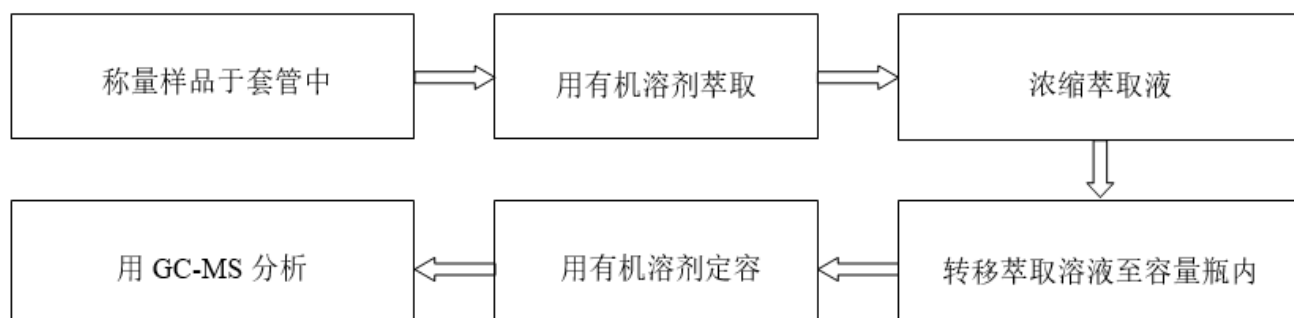 称量样品于套管中
用有机溶剂萃取
浓缩萃取液
转移萃取溶液至容量瓶内
用有机溶剂定容
用 GC-MS 分析